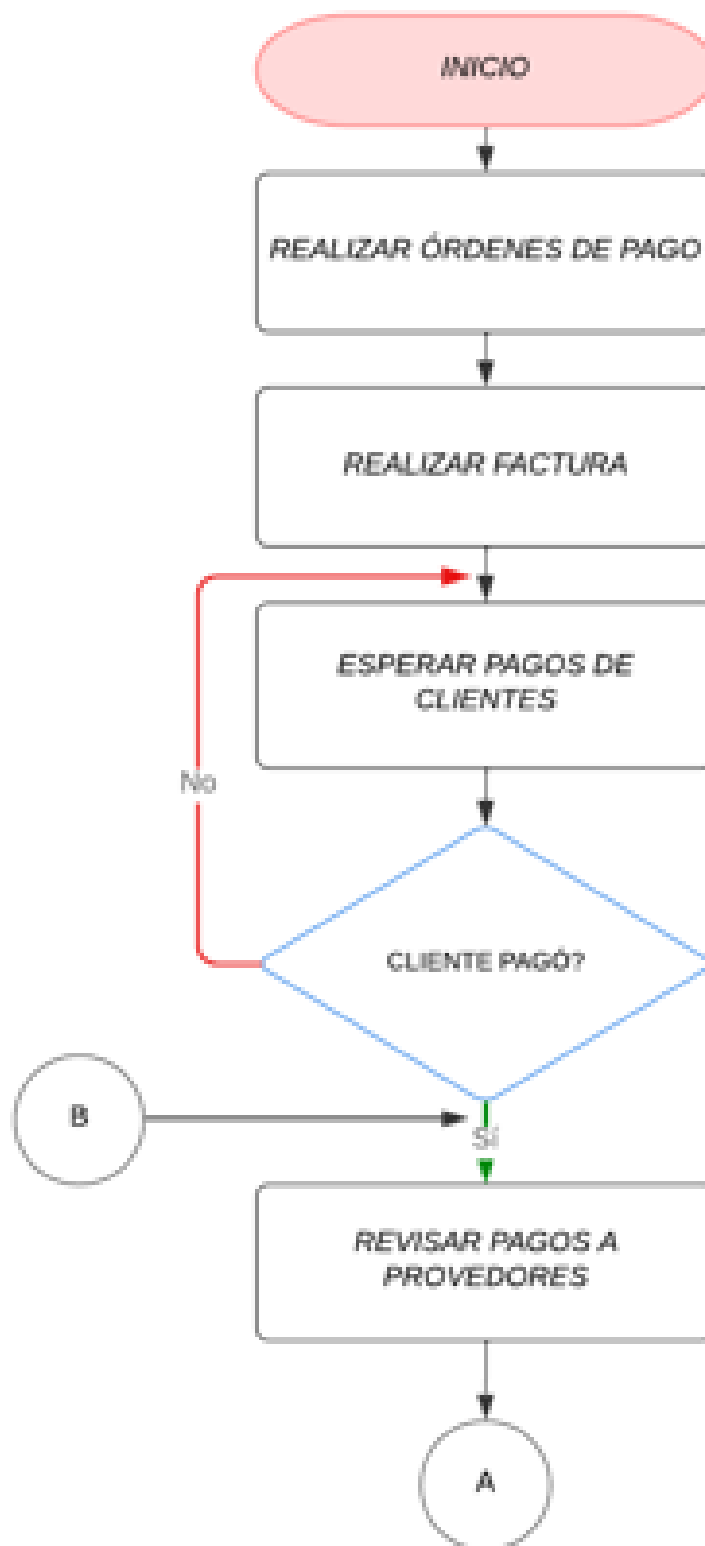 INICIO
REALIZAR ÓRDENES DE PAGO
REALIZAR FACTURA
ESPERAR PAGOS DE
CLIENTES
No
CLIENTE PAGÓ?
B
Sí
REVISAR PAGOS A
PROVEDORES
A